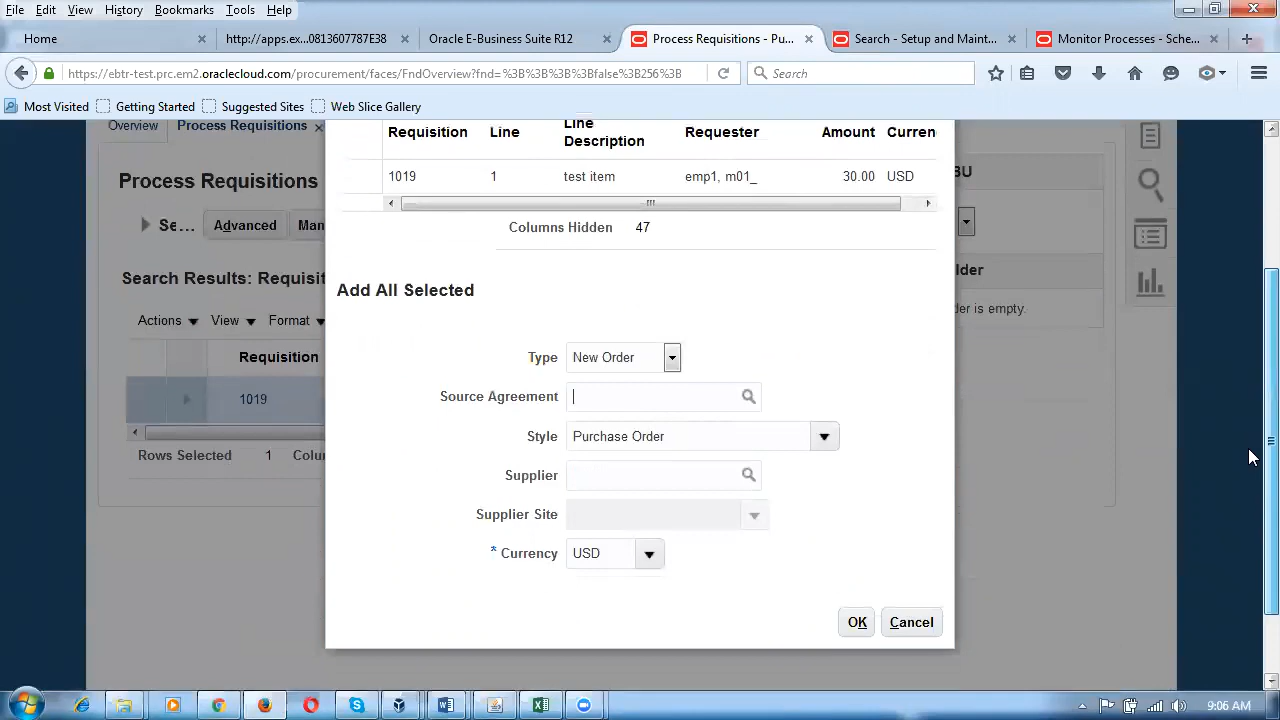 File Edit View History Bookmarks Tools Help
Home × http://apps.ex...0813607787E38 × Oracle E-Business Suite R12 × Process Requisitions - Pu... × Search - Setup and Maint... × Monitor Processes - Sche... × +
https://ebtr-test.prc.em2.oraclecloud.com/procurement/faces/FndOverview?fnd=%3B%3B%3B%3Bfalse%3B256%3B Search
Most Visited Getting Started Suggested Sites Web Slice Gallery
Overview Process Requisitions ×
Process Requisitions
Se... Advanced Man
Search Results: Requisit
Actions View Format
Requisition
1019
Rows Selected 1 Colu
Requisition Line Line Description Requester Amount Curren
1019 1 test item emp1, m01_ 30.00 USD
Columns Hidden 47
Add All Selected
Type New Order
Source Agreement
Style Purchase Order
Supplier
Supplier Site
* Currency USD
OK Cancel
BU
lder
er is empty.
9:06 AM